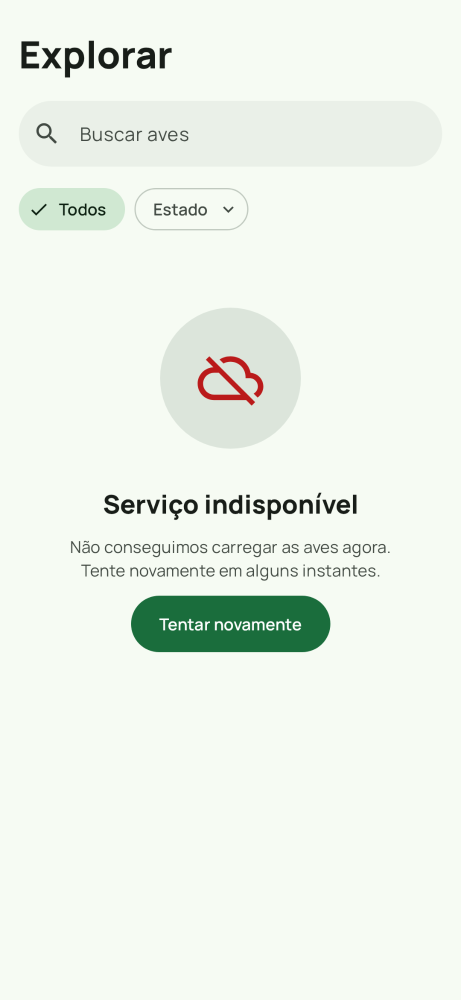 Explorar
Buscar aves
Todos
Estado
Serviço indisponível
Não conseguimos carregar as aves agora.
Tente novamente em alguns instantes.
Tentar novamente